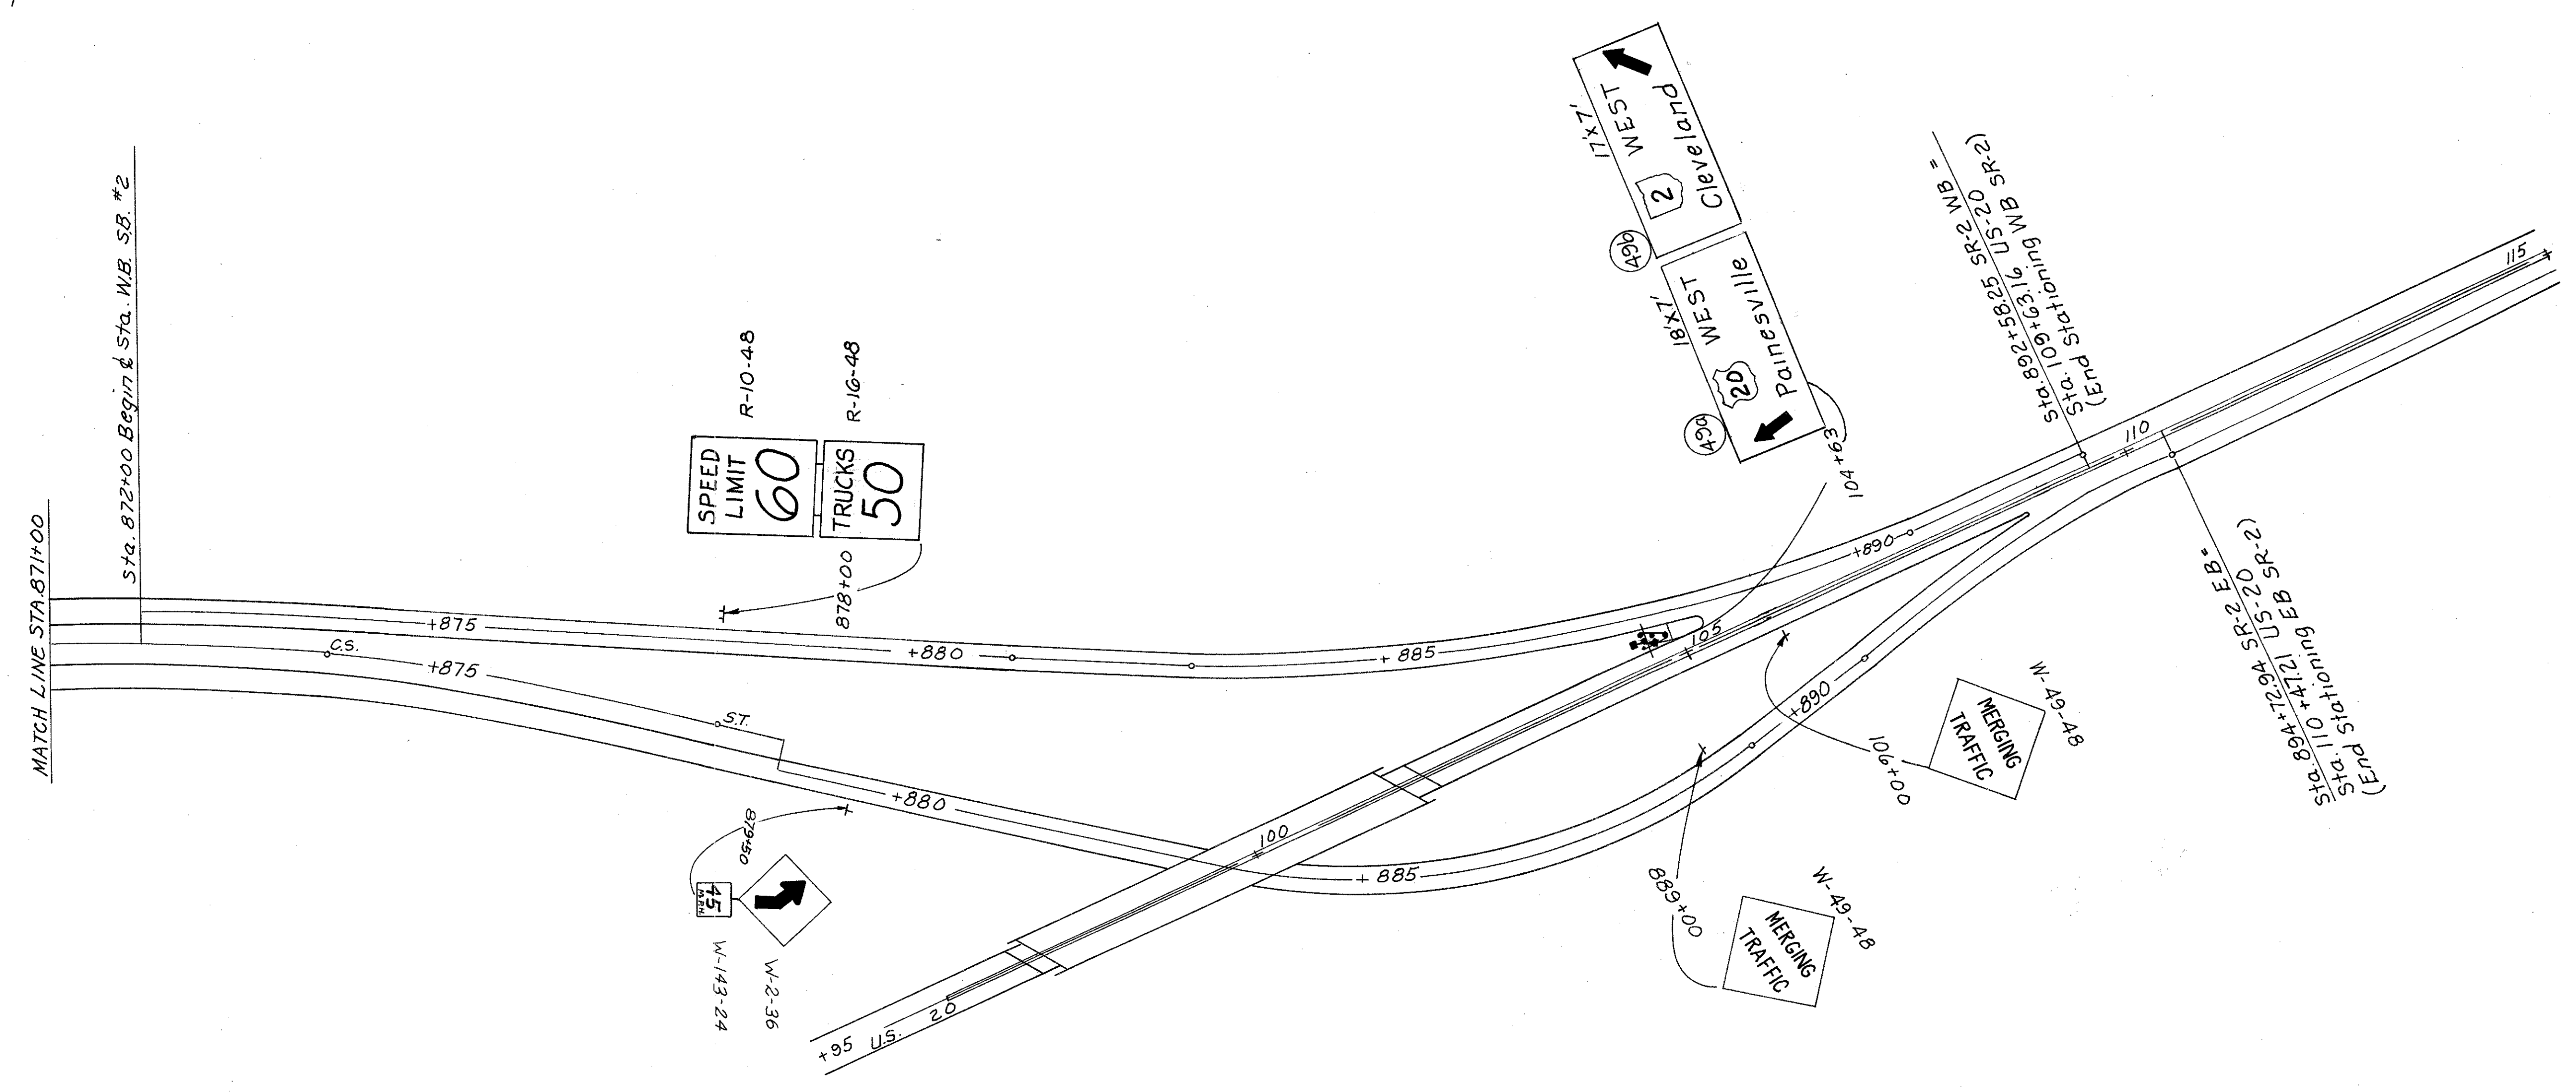 MATCH LINE STA. 871+00
Sta. 872+00 Begin ℄ Sta. W.B. S.B. #2
R-10-48
R-16-48
SPEED
LIMIT
60
TRUCKS
50
878+00
17'x7'
2 WEST
Cleveland
49b
18'x7'
20 WEST
Painesville
49a
104+63
Sta. 892+58.25 SR-2 WB =
Sta. 109+63.16 US-20
(End Stationing WB SR-2)
115
110
+890
105
+875
+880
+885
C.S.
+875
S.T.
+880
+885
+890
100
+95 U.S. 20
879+50
45
M.P.H.
W-143-24
W-2-36
106+00
MERGING
TRAFFIC
W-49-48
889+00
MERGING
TRAFFIC
W-49-48
Sta. 894+72.94 SR-2 EB =
Sta. 110+47.21 US-20
(End Stationing EB SR-2)